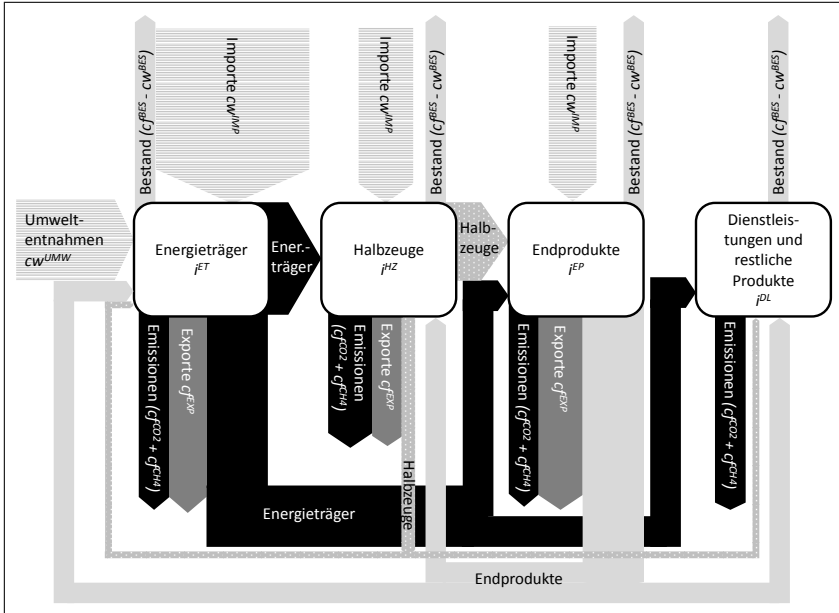 Bestand (cf^BES - cw^BES)
Importe cw^IMP
Importe cw^IMP
Bestand (cf^BES - cw^BES)
Importe cw^IMP
Bestand (cf^BES - cw^BES)
Bestand (cf^BES - cw^BES)
Umwelt-
entnahmen
cw^UMW
Energieträger
i^ET
Ener.-
träger
Halbzeuge
i^HZ
Halb-
zeuge
Endprodukte
i^EP
Dienstleis-
tungen und
restliche
Produkte
i^DL
Emissionen (cf^CO2 + cf^CH4)
Exporte cf^EXP
Emissionen
(cf^CO2 + cf^CH4)
Exporte cf^EXP
Halbzeuge
Emissionen (cf^CO2 + cf^CH4)
Exporte cf^EXP
Emissionen (cf^CO2 + cf^CH4)
Energieträger
Endprodukte